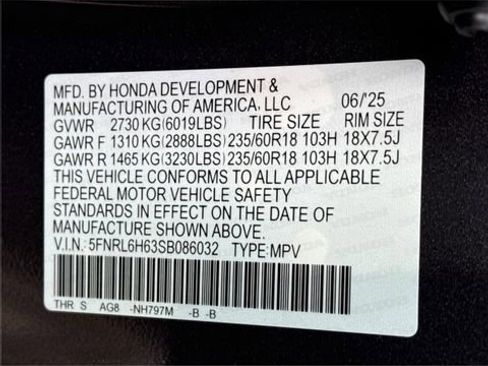 MFD. BY HONDA DEVELOPMENT &
MANUFACTURING OF AMERICA, LLC 06/'25
GVWR 2730 KG(6019LBS) TIRE SIZE RIM SIZE
GAWR F 1310 KG(2888LBS) 235/60R18 103H 18X7.5J
GAWR R 1465 KG(3230LBS) 235/60R18 103H 18X7.5J
THIS VEHICLE CONFORMS TO ALL APPLICABLE
FEDERAL MOTOR VEHICLE SAFETY
STANDARDS IN EFFECT ON THE DATE OF
MANUFACTURE SHOWN ABOVE.
V.I.N.: 5FNRL6H63SB086032 TYPE: MPV
THR S AG8 -NH797M -B -B